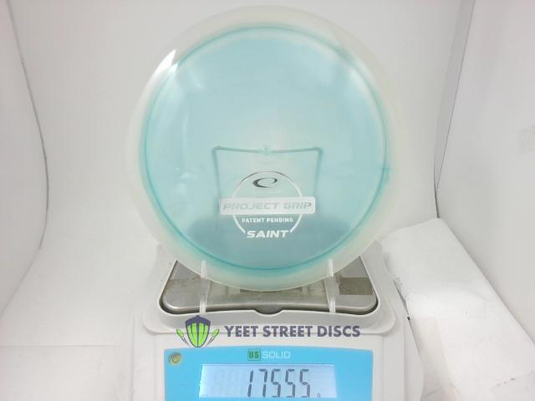 PROJECT GRIP
PATENT PENDING
SAINT
YEET STREET DISCS
US SOLID
175.55